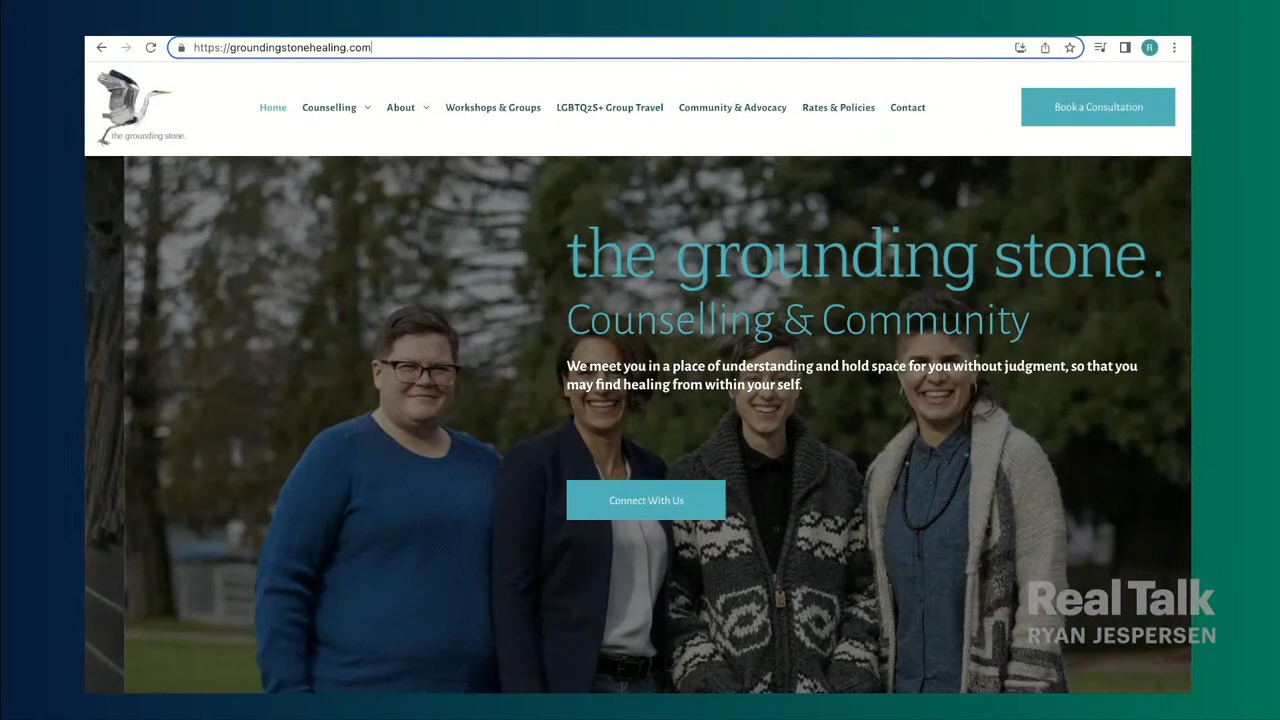 https://groundingstonehealing.com
R
the grounding stone.
Home
Counselling
About
Workshops & Groups
LGBTQ2S+ Group Travel
Community & Advocacy
Rates & Policies
Contact
Book a Consultation
the grounding stone.
Counselling & Community
We meet you in a place of understanding and hold space for you without judgment, so that you
may find healing from within your self.
Connect With Us
Real Talk
RYAN JESPERSEN